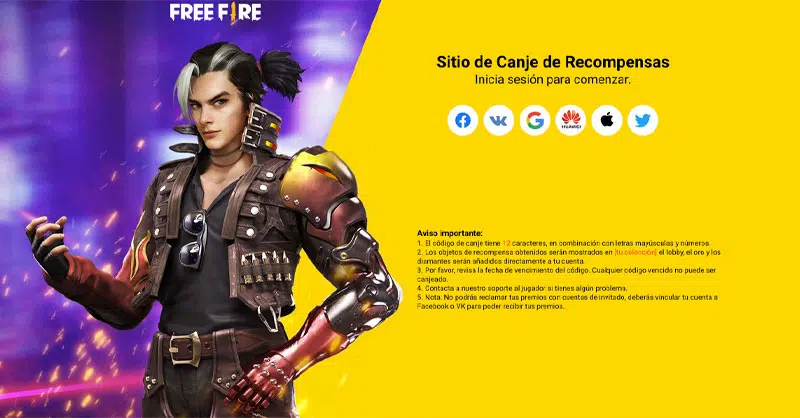 FREE FIRE
Sitio de Canje de Recompensas
Inicia sesión para comenzar.
HUAWEI
Aviso importante:
1. El código de canje tiene 12 caracteres, en combinación con letras mayúsculas y números.
2. Los objetos de recompensa obtenidos serán mostrados en [tu colección] el lobby, el oro y los
diamantes serán añadidos directamente a tu cuenta.
3. Por favor, revisa la fecha de vencimiento del código. Cualquier código vencido no puede ser
canjeado.
4. Contacta a nuestro soporte al jugador si tienes algún problema.
5. Nota: No podrás reclamar tus premios con cuentas de invitado, deberás vincular tu cuenta a
Facebook o VK para poder recibir tus premios.